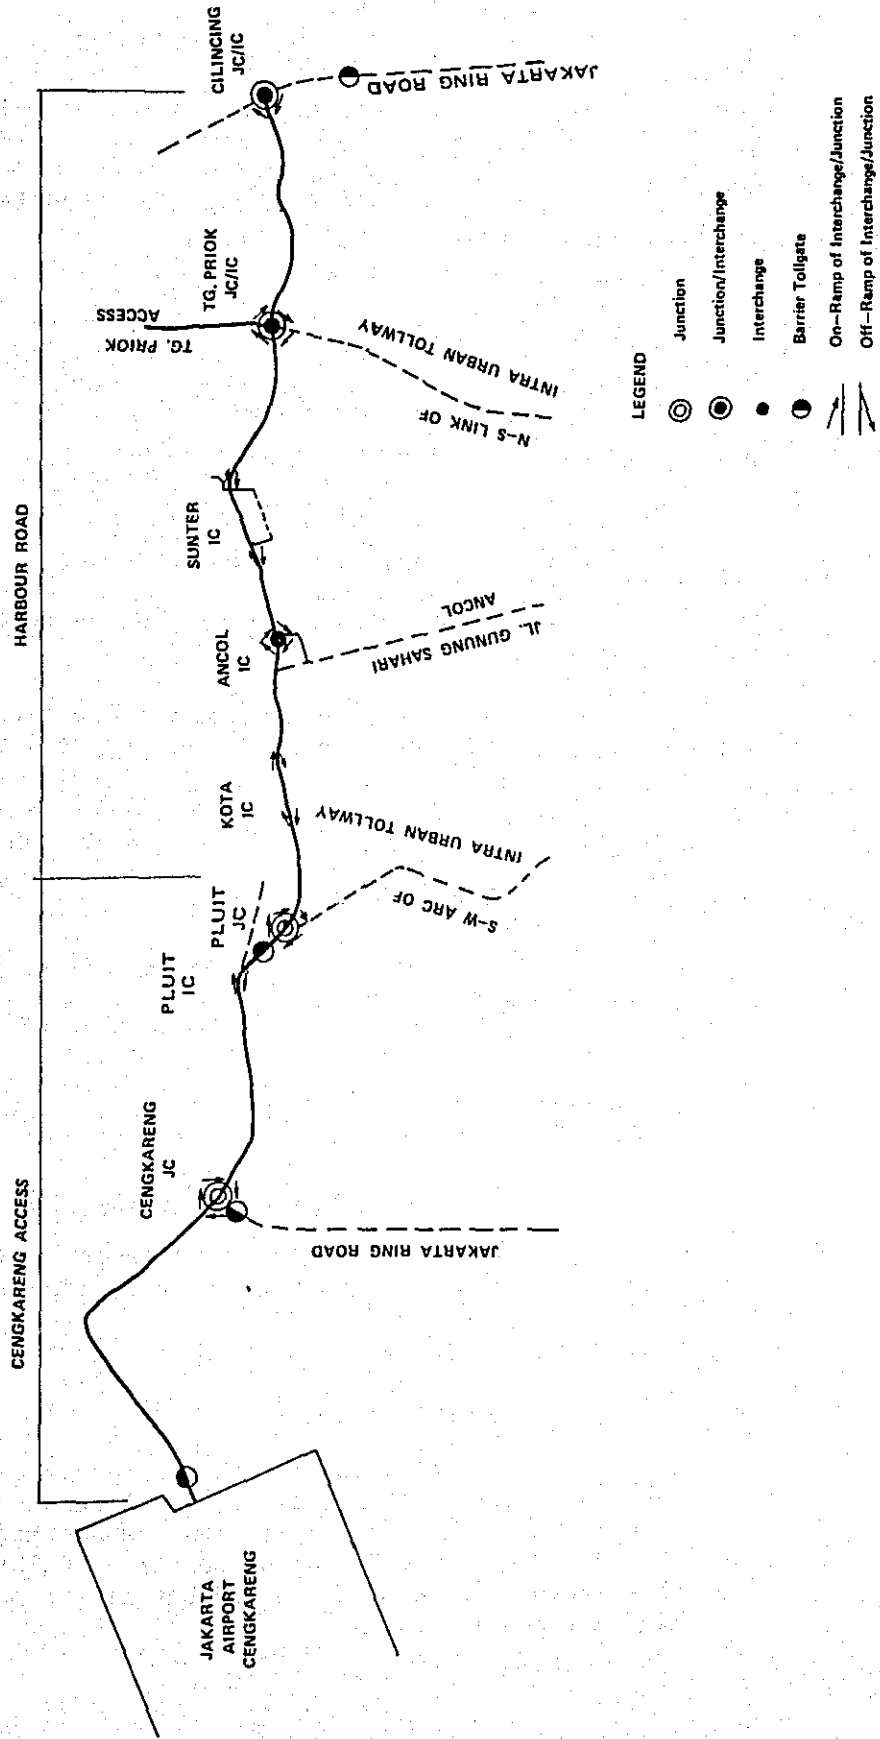 CENGKARENG ACCESS
HARBOUR ROAD
JAKARTA
AIRPORT
CENGKARENG
CENGKARENG
JC
JAKARTA RING ROAD
PLUIT
IC
PLUIT
JC
S-W ARC OF
INTRA URBAN TOLLWAY
KOTA
IC
ANCOL
IC
JL. GUNUNG SAHARI
ANCOL
SUNTER
IC
TG. PRIOK
ACCESS
TG. PRIOK
JC/IC
N-S LINK OF
INTRA URBAN TOLLWAY
CILINCING
JC/IC
JAKARTA RING ROAD
LEGEND
Junction
Junction/Interchange
Interchange
Barrier Tollgate
On-Ramp of Interchange/Junction
Off-Ramp of Interchange/Junction